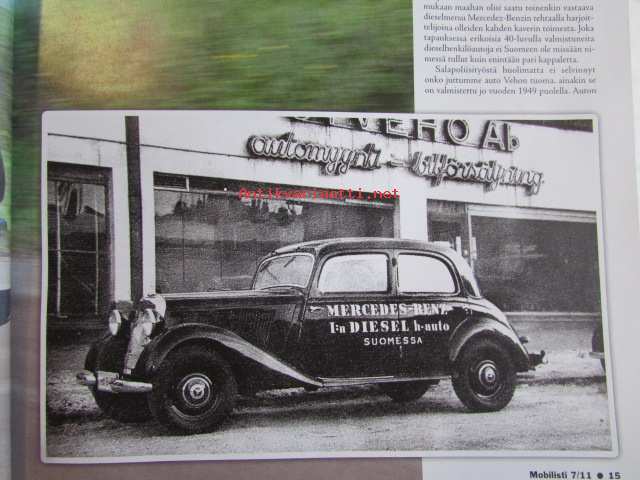 mukaan maahan olisi saatu toinenkin vastaava
dieselmersu Mercedes-Benzin tehtaalla harjoit-
telijoina olleiden kahden kaverin toimesta. Joka
tapauksessa erikoisia 40-luvulla valmistuneita
dieselhenkilöautoja ei Suomeen ole missään ni-
messä tullut kuin enintään pari kappaletta.
Salapoliisityöstä huolimatta ei selvinnyt
onko juttumme auto Vehon tuoma, ainakin se
on valmistettu jo vuoden 1949 puolella. Auton
VEHO AB
automyynti - bilförsäljning
Antikvariaatti.net
MERCEDES-BENZ
I:n DIESEL h-auto
SUOMESSA
Mobilisti 7/11 ● 15